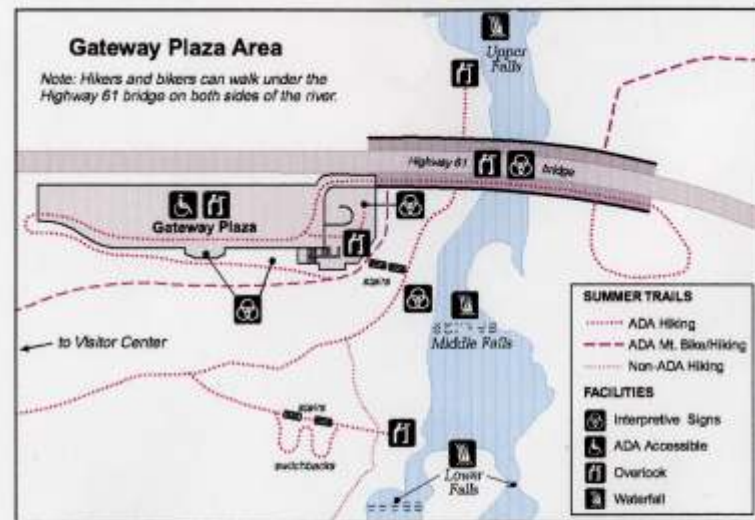 Gateway Plaza Area
Note: Hikers and bikers can walk under the
Highway 61 bridge on both sides of the river.
Upper
Falls
Highway 61
bridge
Gateway Plaza
stairs
to Visitor Center
Middle Falls
stairs
switchbacks
Lower
Falls
SUMMER TRAILS
ADA Hiking
ADA Mt. Bike/Hiking
Non-ADA Hiking
FACILITIES
Interpretive Signs
ADA Accessible
Overlook
Waterfall